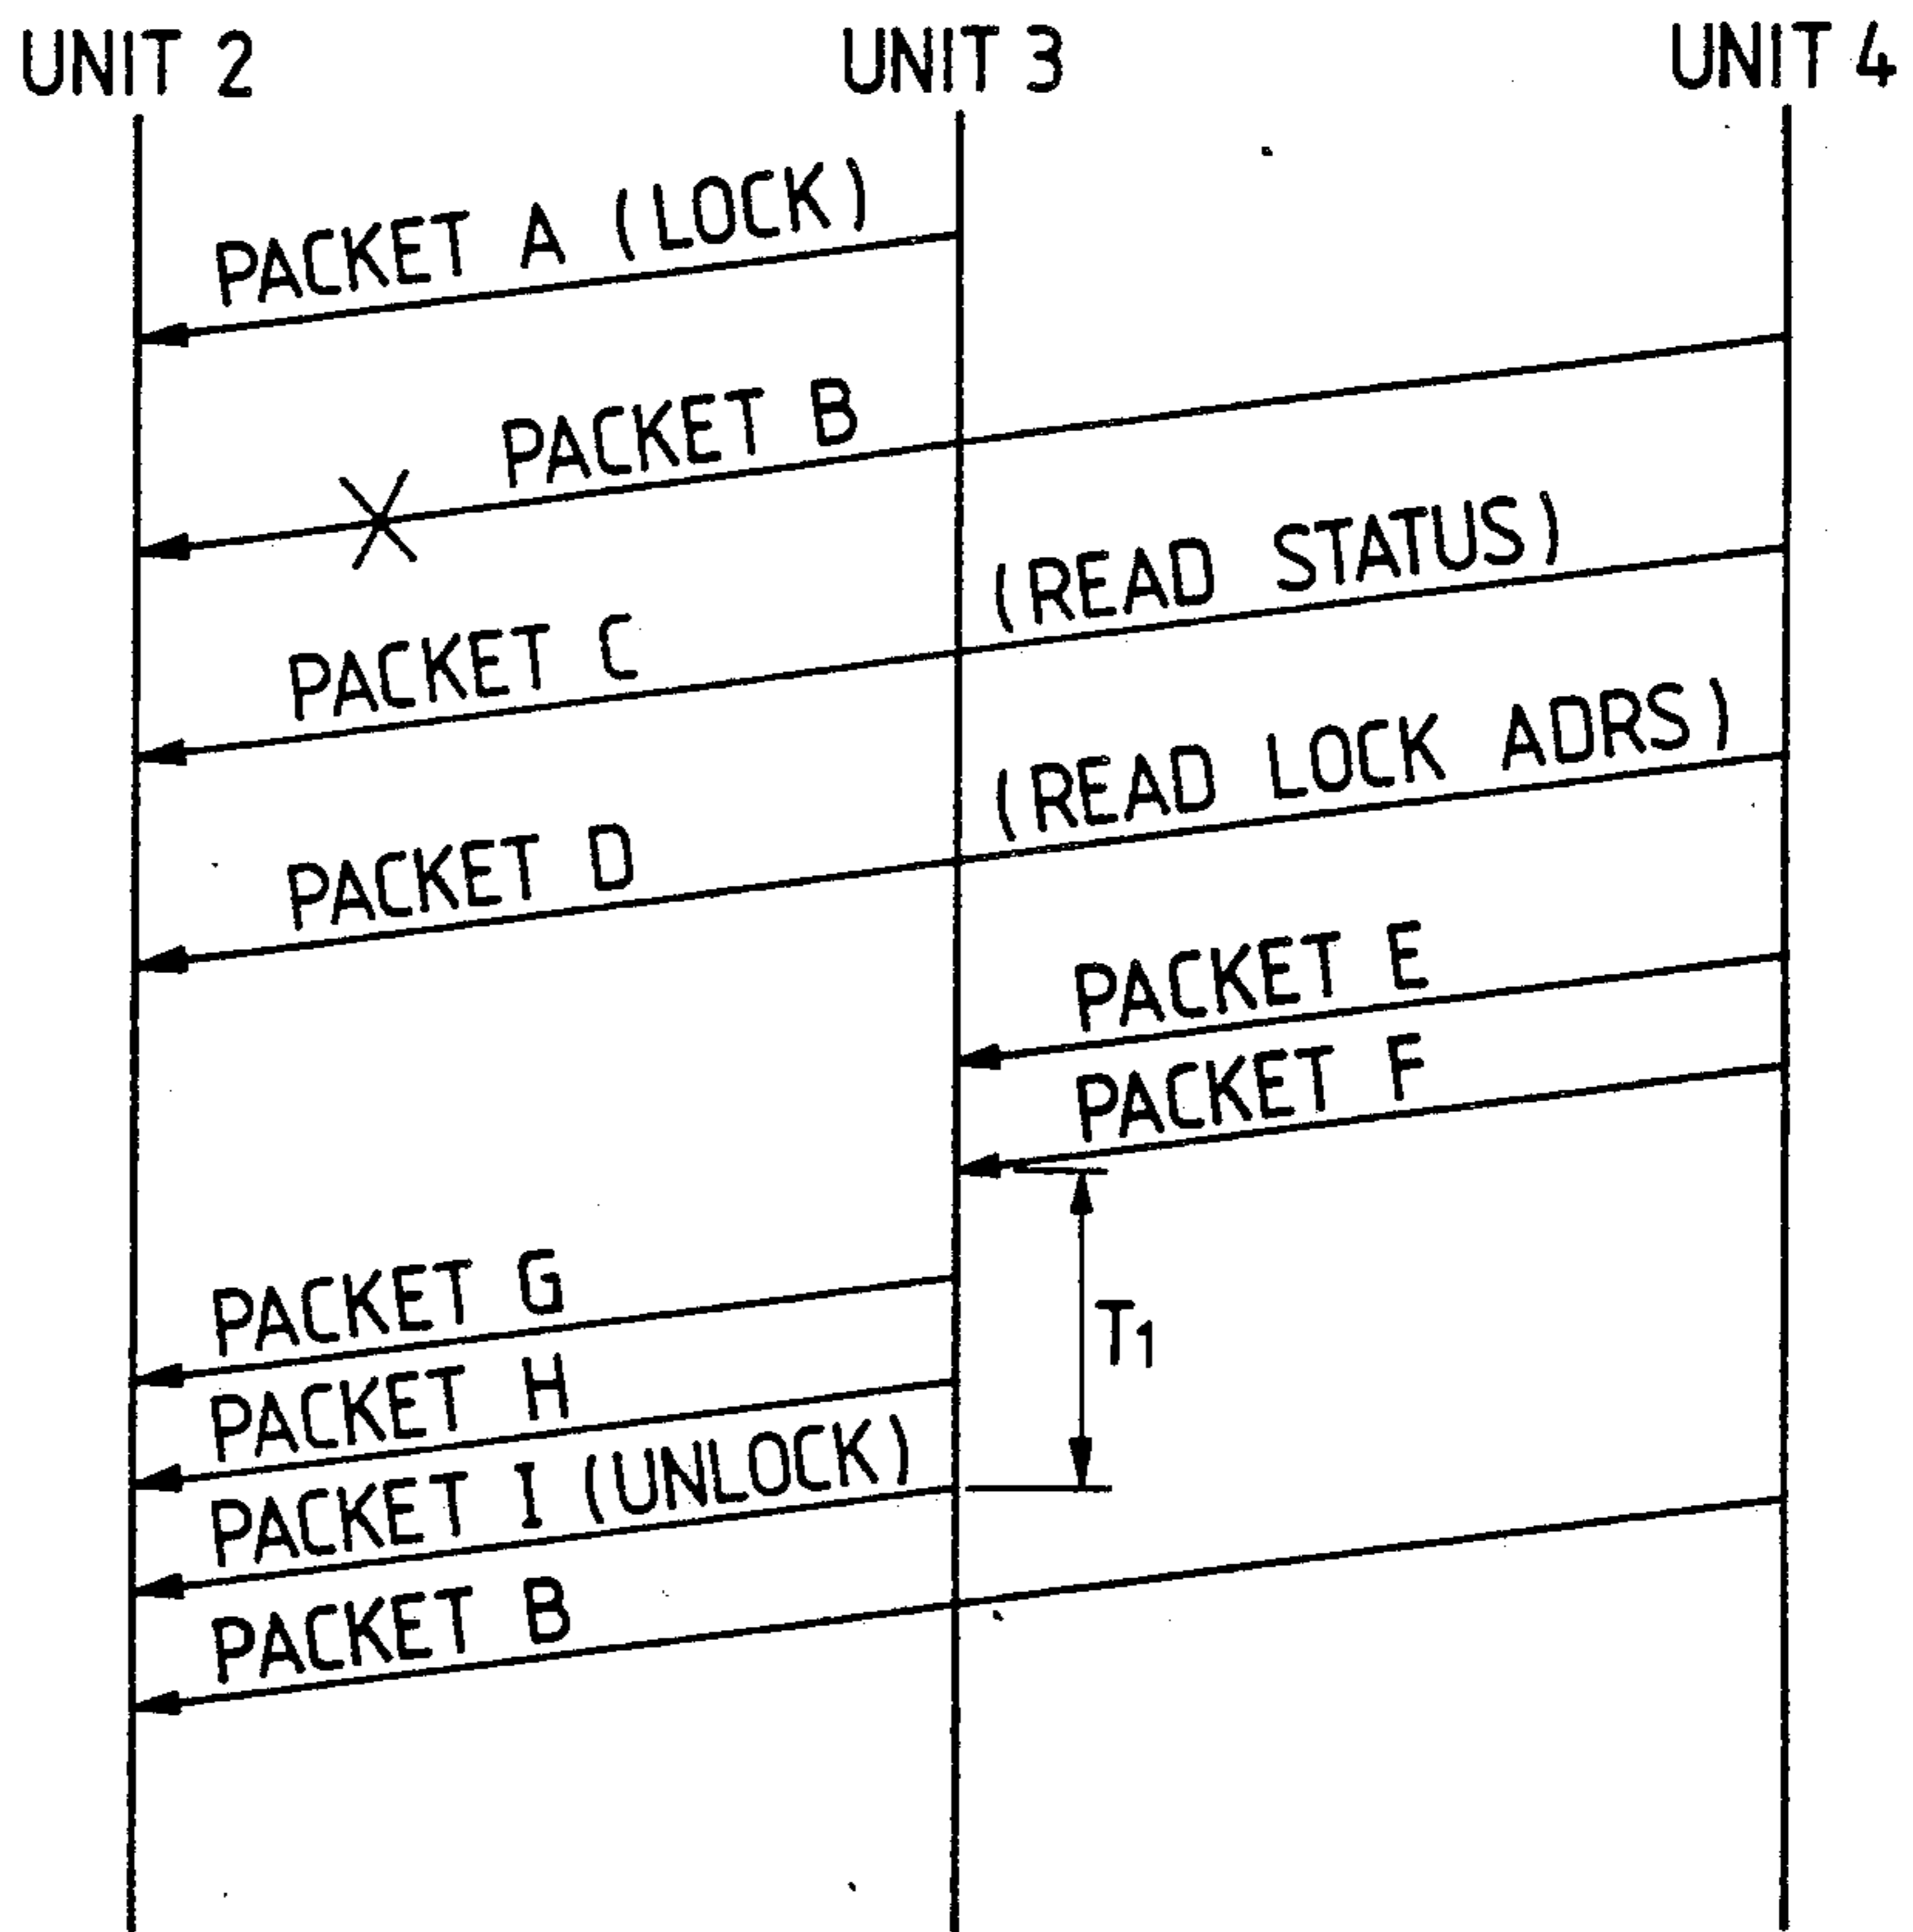 UNIT 2 UNIT 3 UNIT 4
PACKET A (LOCK)
PACKET B
PACKET C (READ STATUS)
PACKET D (READ LOCK ADRS)
PACKET E
PACKET F
T1
PACKET G
PACKET H
PACKET I (UNLOCK)
PACKET B